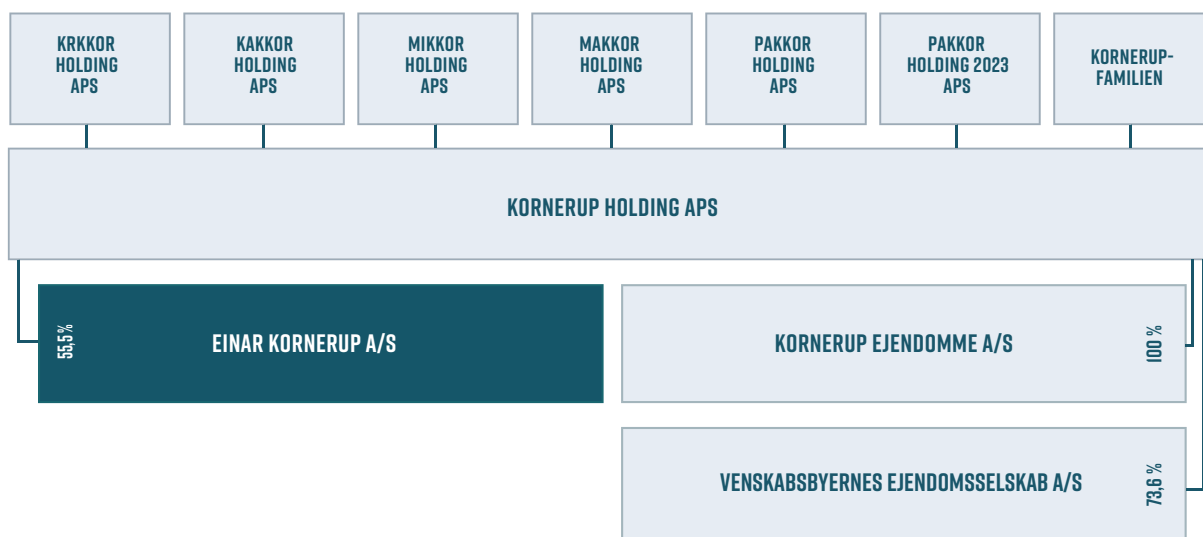 KRKKOR
HOLDING
APS
KAKKOR
HOLDING
APS
MIKKOR
HOLDING
APS
MAKKOR
HOLDING
APS
PAKKOR
HOLDING
APS
PAKKOR
HOLDING 2023
APS
KORNERUP-
FAMILIEN
KORNERUP HOLDING APS
55,5 %
EINAR KORNERUP A/S
KORNERUP EJENDOMME A/S
100 %
VENSKABSBYERNES EJENDOMSSELSKAB A/S
73,6 %